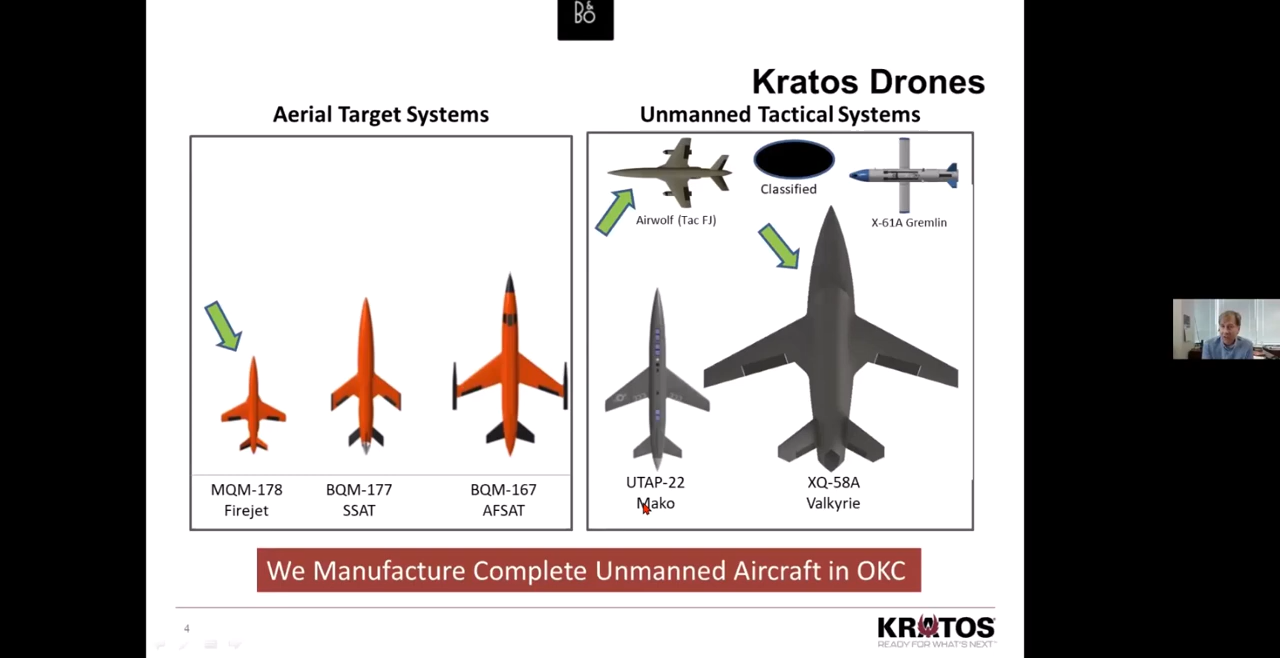 D&
BO
Kratos Drones
Aerial Target Systems
Unmanned Tactical Systems
Classified
Airwolf (Tac FJ)
X-61A Gremlin
MQM-178
Firejet
BQM-177
SSAT
BQM-167
AFSAT
UTAP-22
Mako
XQ-58A
Valkyrie
We Manufacture Complete Unmanned Aircraft in OKC
4
KRATOS
READY FOR WHAT'S NEXT